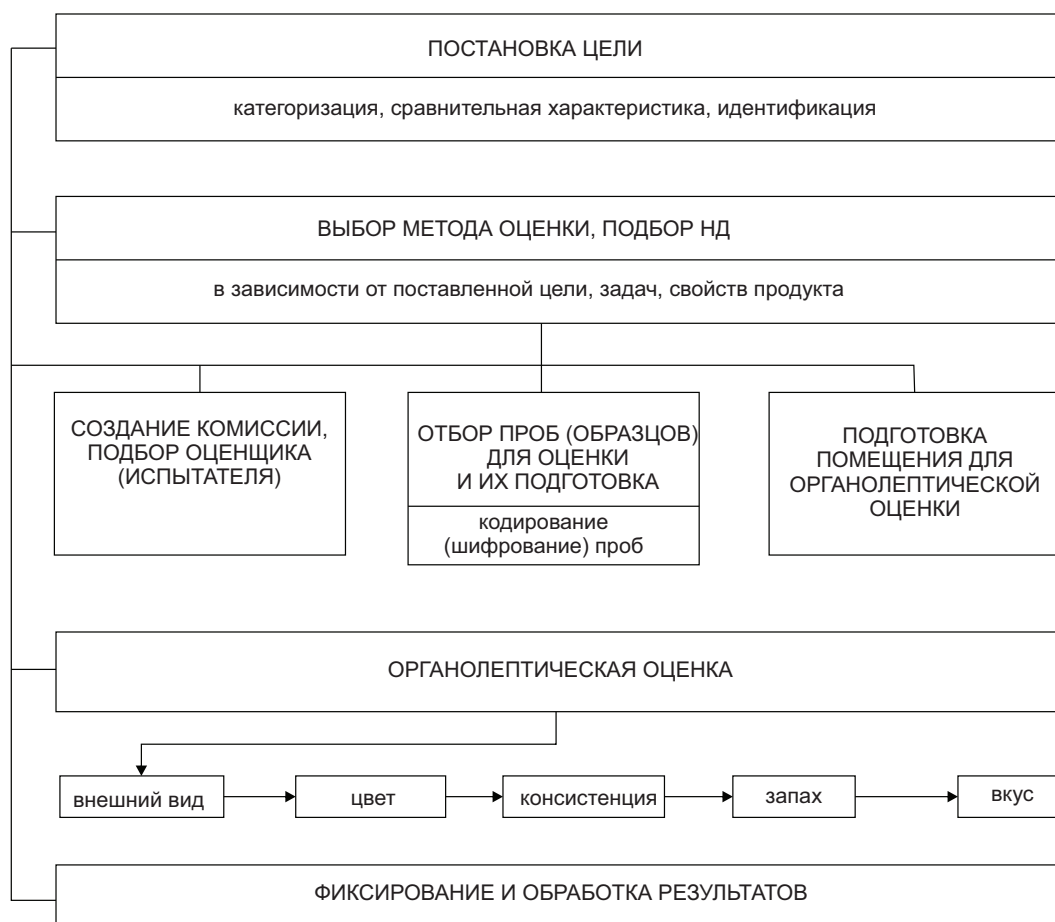 ПОСТАНОВКА ЦЕЛИ
категоризация, сравнительная характеристика, идентификация
ВЫБОР МЕТОДА ОЦЕНКИ, ПОДБОР НД
в зависимости от поставленной цели, задач, свойств продукта
СОЗДАНИЕ КОМИССИИ,
ПОДБОР ОЦЕНЩИКА
(ИСПЫТАТЕЛЯ)
ОТБОР ПРОБ (ОБРАЗЦОВ)
ДЛЯ ОЦЕНКИ
И ИХ ПОДГОТОВКА
кодирование
(шифрование) проб
ПОДГОТОВКА
ПОМЕЩЕНИЯ ДЛЯ
ОРГАНОЛЕПТИЧЕСКОЙ
ОЦЕНКИ
ОРГАНОЛЕПТИЧЕСКАЯ ОЦЕНКА
внешний вид
цвет
консистенция
запах
вкус
ФИКСИРОВАНИЕ И ОБРАБОТКА РЕЗУЛЬТАТОВ